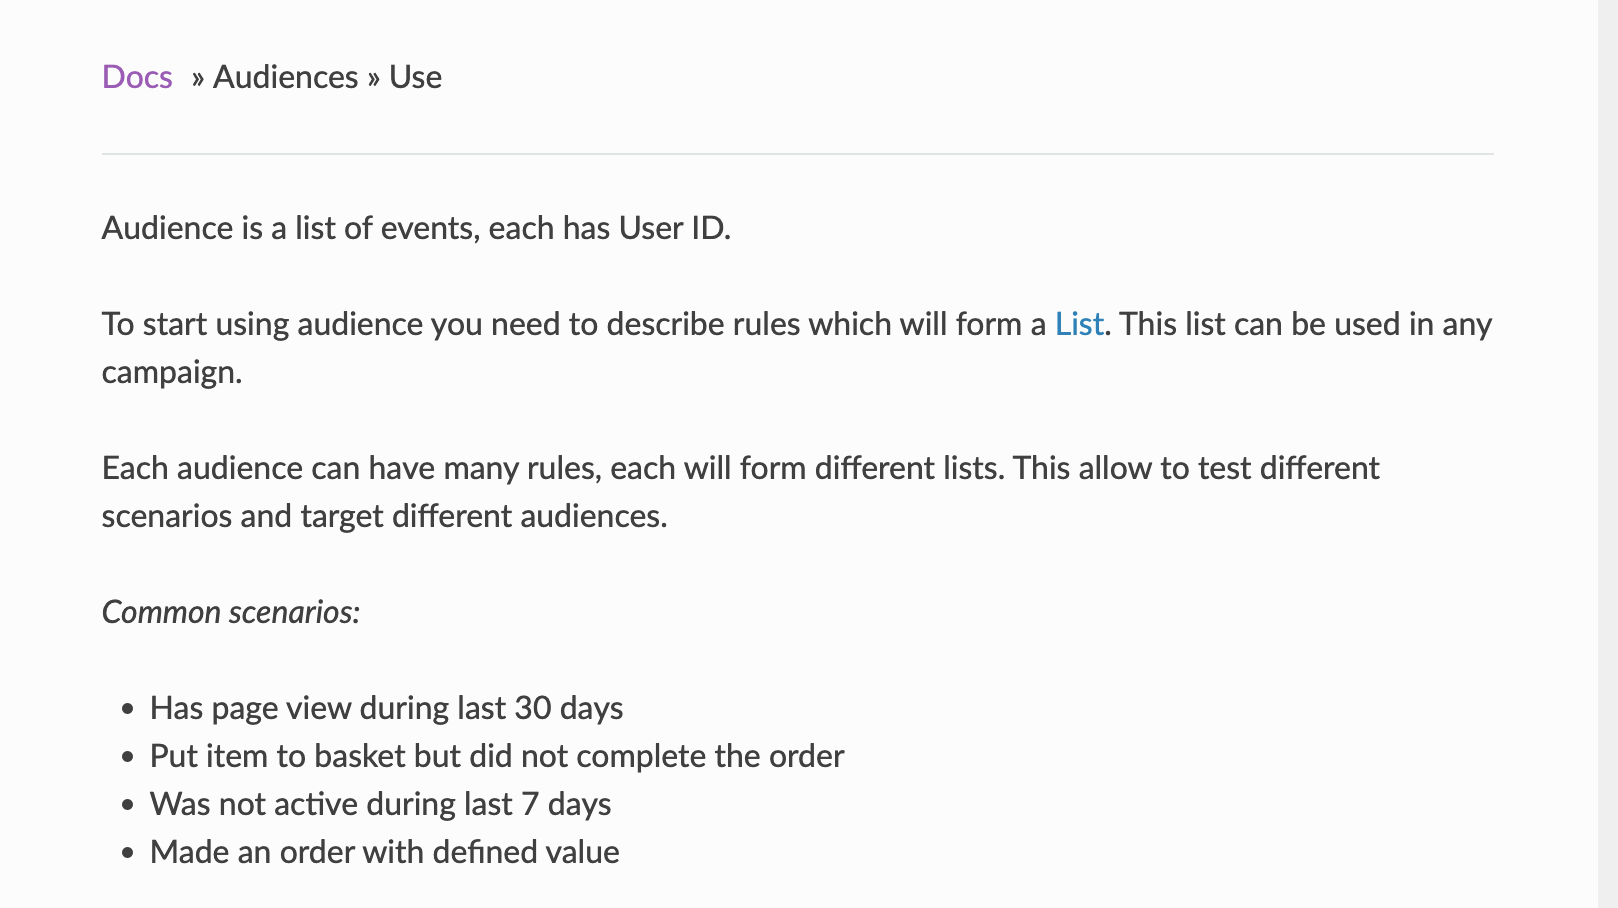 Docs » Audiences » Use
Audience is a list of events, each has User ID.
To start using audience you need to describe rules which will form a List. This list can be used in any
campaign.
Each audience can have many rules, each will form different lists. This allow to test different
scenarios and target different audiences.
Common scenarios:
• Has page view during last 30 days
• Put item to basket but did not complete the order
• Was not active during last 7 days
• Made an order with defined value